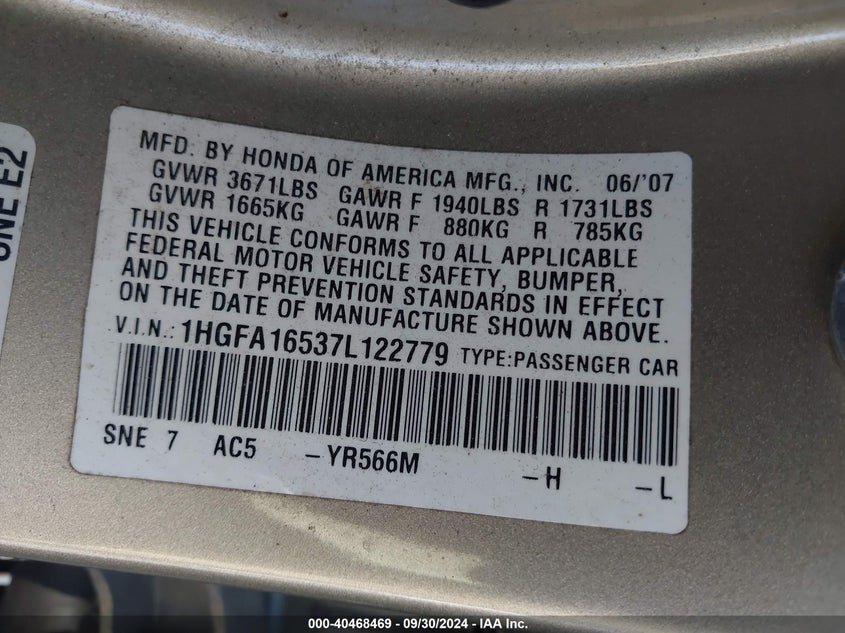 SNE E2
MFD. BY HONDA OF AMERICA MFG., INC. 06/'07
GVWR 3671LBS GAWR F 1940LBS R 1731LBS
GVWR 1665KG GAWR F 880KG R 785KG
THIS VEHICLE CONFORMS TO ALL APPLICABLE
FEDERAL MOTOR VEHICLE SAFETY, BUMPER,
AND THEFT PREVENTION STANDARDS IN EFFECT
ON THE DATE OF MANUFACTURE SHOWN ABOVE.
V.I.N.: 1HGFA16537L122779 TYPE:PASSENGER CAR
SNE 7 AC5 -YR566M -H -L
000-40468469 - 09/30/2024 - IAA Inc.